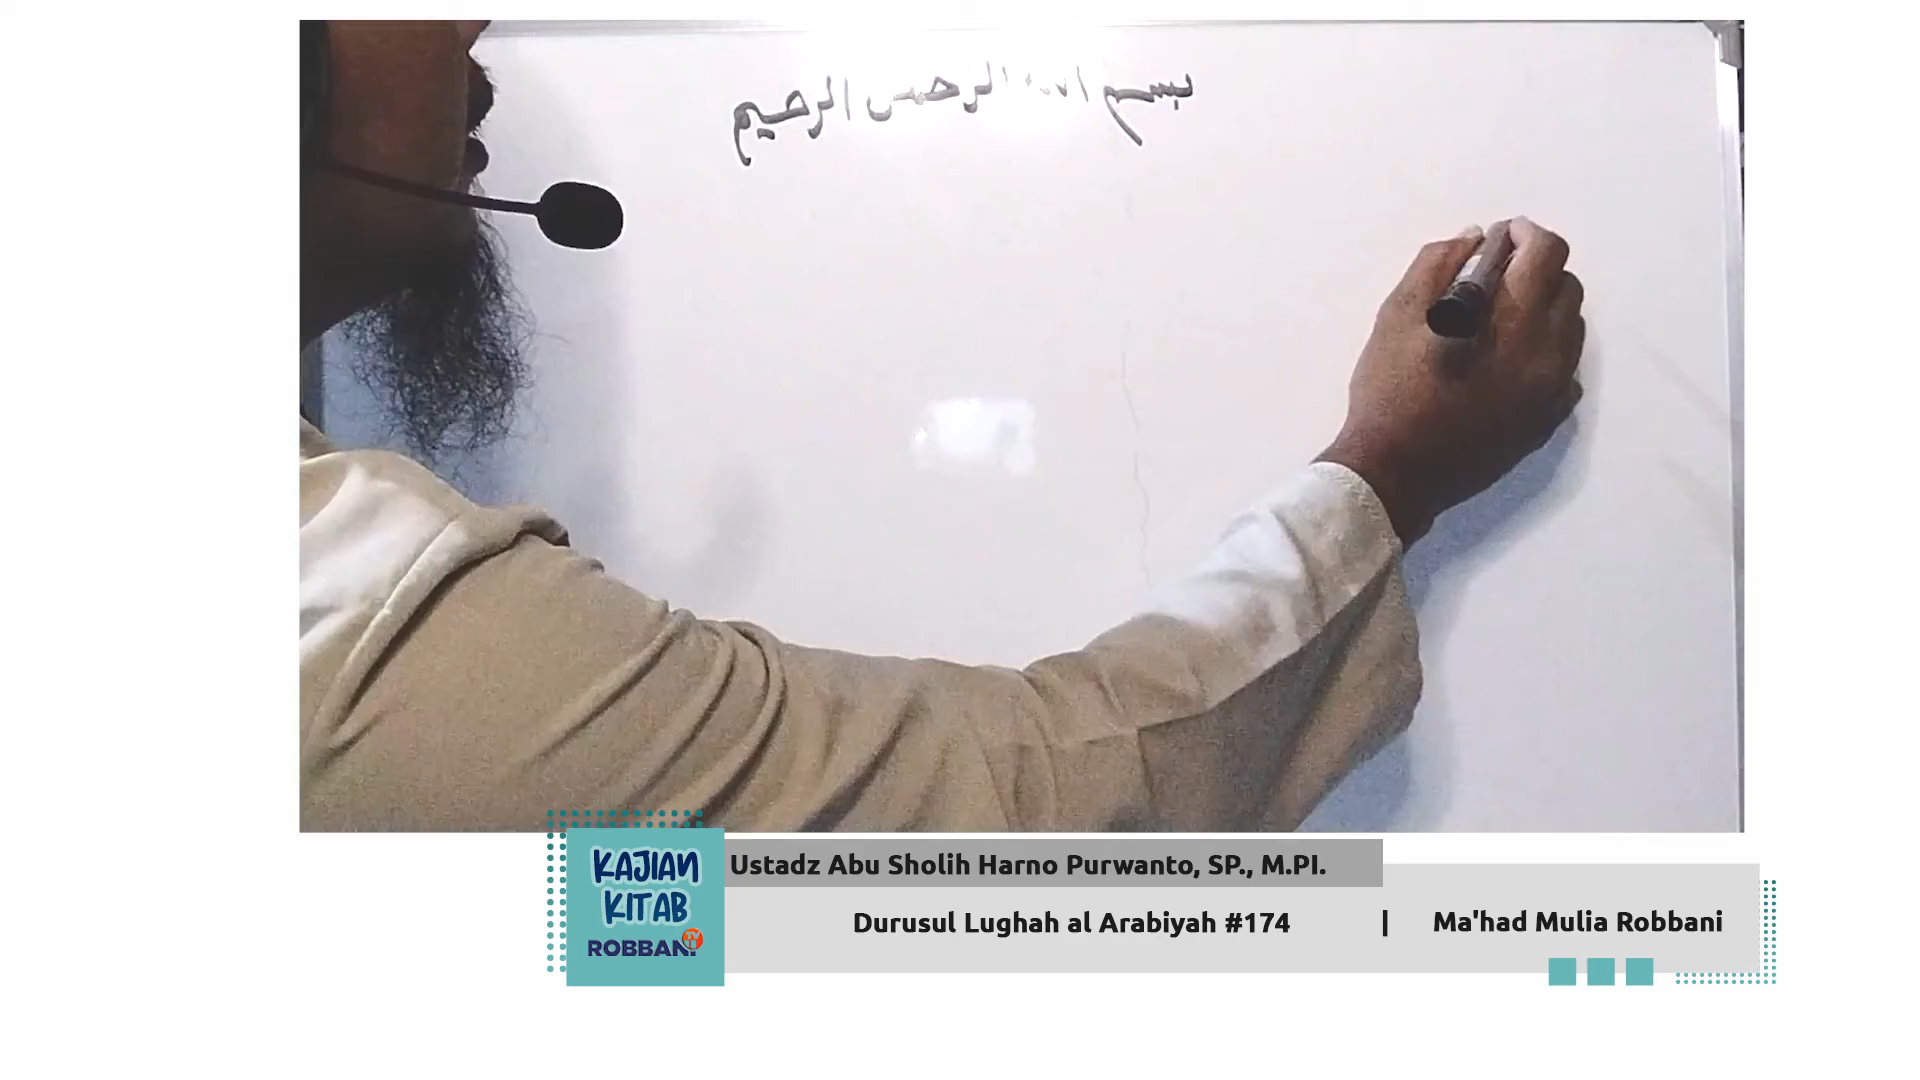 بسم الله الرحمن الرحيم
KAJIAN
KITAB
ROBBANI
TV
Ustadz Abu Sholih Harno Purwanto, SP., M.PI.
Durusul Lughah al Arabiyah #174 | Ma'had Mulia Robbani